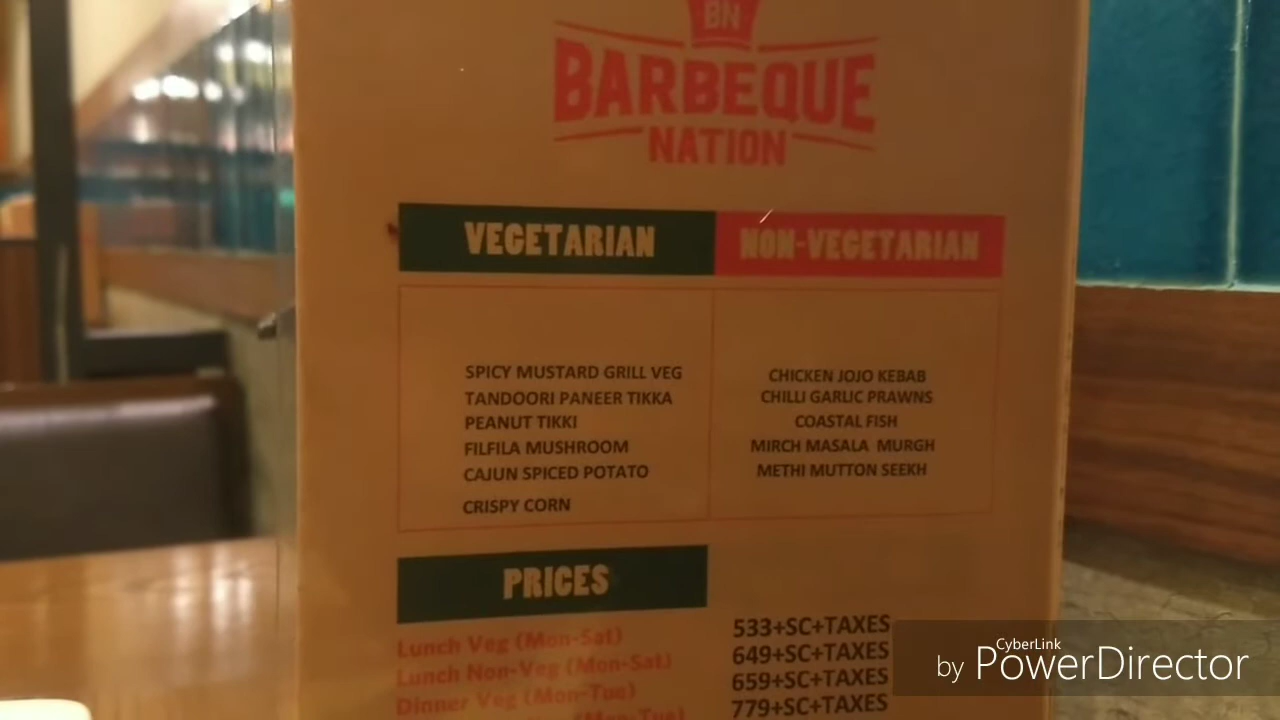 BN
BARBEQUE
NATION
VEGETARIAN
NON-VEGETARIAN
SPICY MUSTARD GRILL VEG
TANDOORI PANEER TIKKA
PEANUT TIKKI
FILFILA MUSHROOM
CAJUN SPICED POTATO
CRISPY CORN
CHICKEN JOJO KEBAB
CHILLI GARLIC PRAWNS
COASTAL FISH
MIRCH MASALA MURGH
METHI MUTTON SEEKH
PRICES
Lunch Veg (Mon-Sat) 533+SC+TAXES
Lunch Non-Veg (Mon-Sat) 649+SC+TAXES
Dinner Veg (Mon-Tue) 659+SC+TAXES
(Mon-Tue) 779+SC+TAXES
CyberLink
by PowerDirector